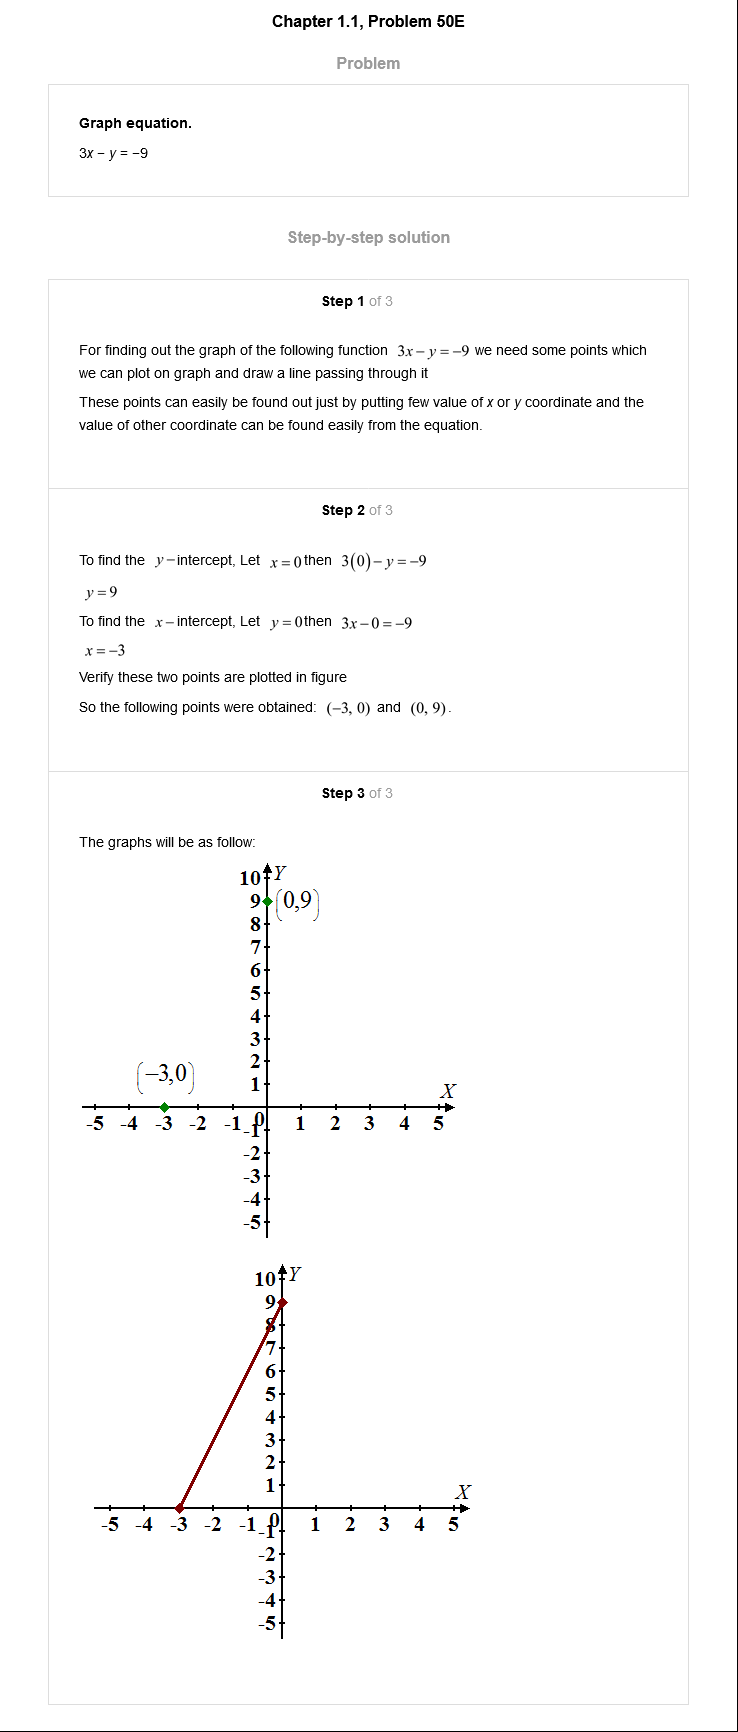 Chapter 1.1, Problem 50E
Problem
Graph equation.
3x − y = −9
Step-by-step solution
Step 1 of 3
For finding out the graph of the following function 3x − y = −9 we need some points which
we can plot on graph and draw a line passing through it
These points can easily be found out just by putting few value of x or y coordinate and the
value of other coordinate can be found easily from the equation.
Step 2 of 3
To find the y − intercept, Let x = 0 then 3(0) − y = −9
y = 9
To find the x − intercept, Let y = 0 then 3x − 0 = −9
x = −3
Verify these two points are plotted in figure
So the following points were obtained: (−3, 0) and (0, 9).
Step 3 of 3
The graphs will be as follow:
10 Y
9 (0,9)
8
7
6
5
4
3
2
(−3,0)
1
X
-5 -4 -3 -2 -1 0 1 2 3 4 5
-1
-2
-3
-4
-5
10 Y
9
8
7
6
5
4
3
2
1
X
-5 -4 -3 -2 -1 0 1 2 3 4 5
-1
-2
-3
-4
-5